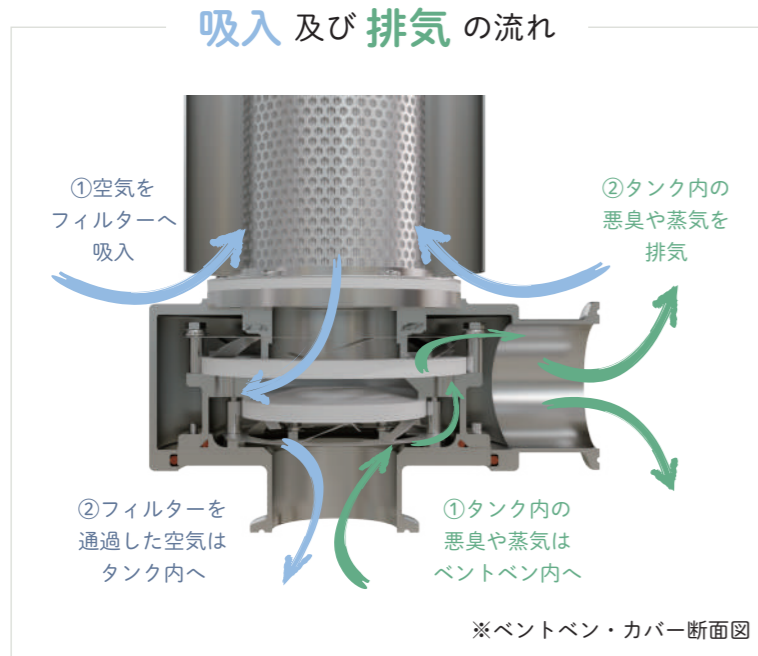 吸入 及び 排気 の流れ
①空気を
フィルターへ
吸入
②タンク内の
悪臭や蒸気を
排気
②フィルターを
通過した空気は
タンク内へ
①タンク内の
悪臭や蒸気は
ベントベン内へ
※ベントベン・カバー断面図